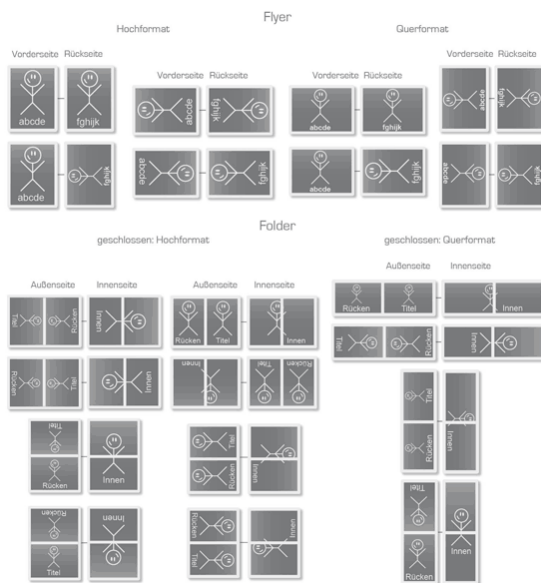 Flyer
Hochformat
Querformat
Vorderseite Rückseite
Vorderseite Rückseite
Vorderseite Rückseite
Vorderseite Rückseite
abcde
fghijk
abcde
fghijk
abcde
fghijk
abcde
fghijk
abcde
fghijk
abcde
fghijk
abcde
fghijk
abcde
fghijk
Folder
geschlossen: Hochformat
geschlossen: Querformat
Außenseite Innenseite
Außenseite Innenseite
Außenseite Innenseite
Titel
Rücken
Innen
Rücken
Titel
Innen
Rücken
Titel
Innen
Titel
Rücken
Innen
Rücken
Titel
Innen
Innen
Titel
Rücken
Titel
Rücken
Innen
Titel
Rücken
Innen
Titel
Rücken
Innen
Rücken
Titel
Innen
Rücken
Titel
Innen
Titel
Rücken
Innen